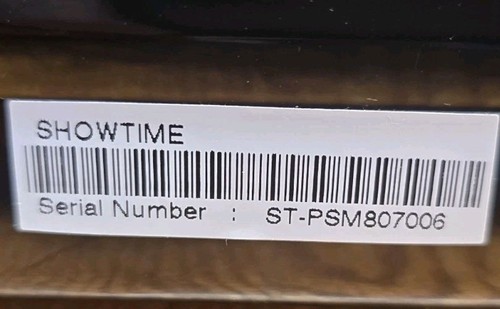 SHOWTIME
Serial Number : ST-PSM807006